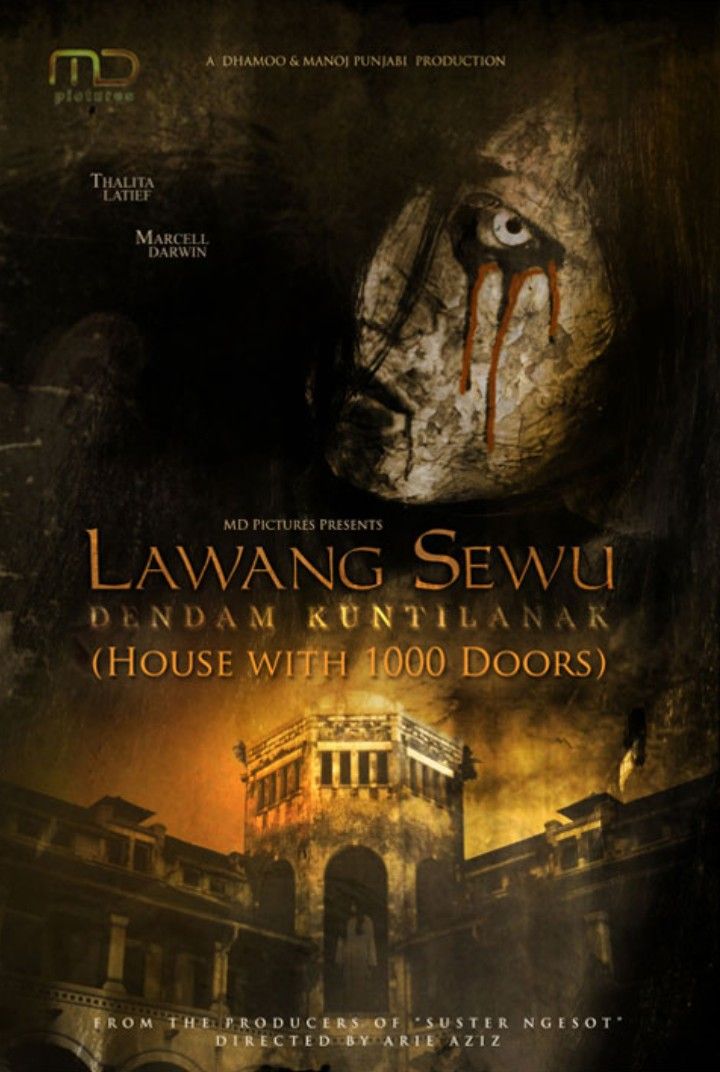 MD
pictures
A DHAMOO & MANOJ PUNJABI PRODUCTION
THALITA
LATIEF
MARCELL
DARWIN
MD PICTURES PRESENTS
LAWANG SEWU
DENDAM KUNTILANAK
(HOUSE WITH 1000 DOORS)
FROM THE PRODUCERS OF "SUSTER NGESOT"
DIRECTED BY ARIE AZIZ